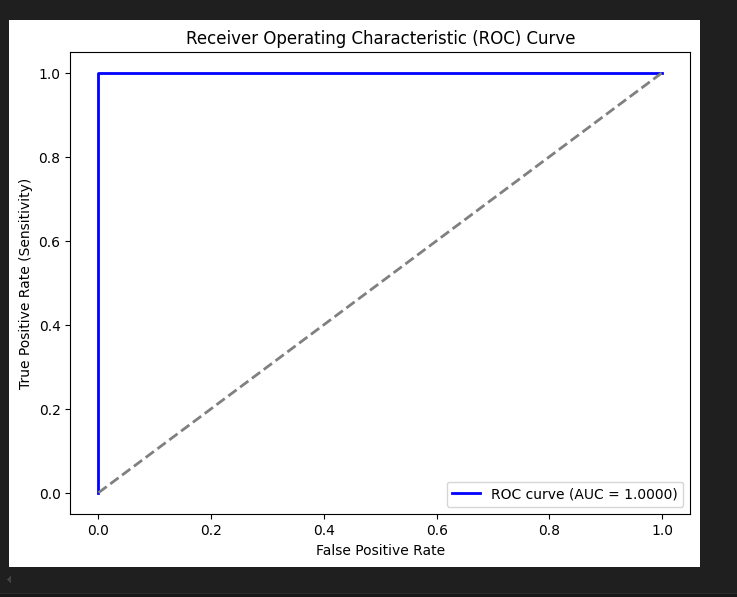 Receiver Operating Characteristic (ROC) Curve
True Positive Rate (Sensitivity)
1.0
0.8
0.6
0.4
0.2
0.0
ROC curve (AUC = 1.0000)
0.0 0.2 0.4 0.6 0.8 1.0
False Positive Rate